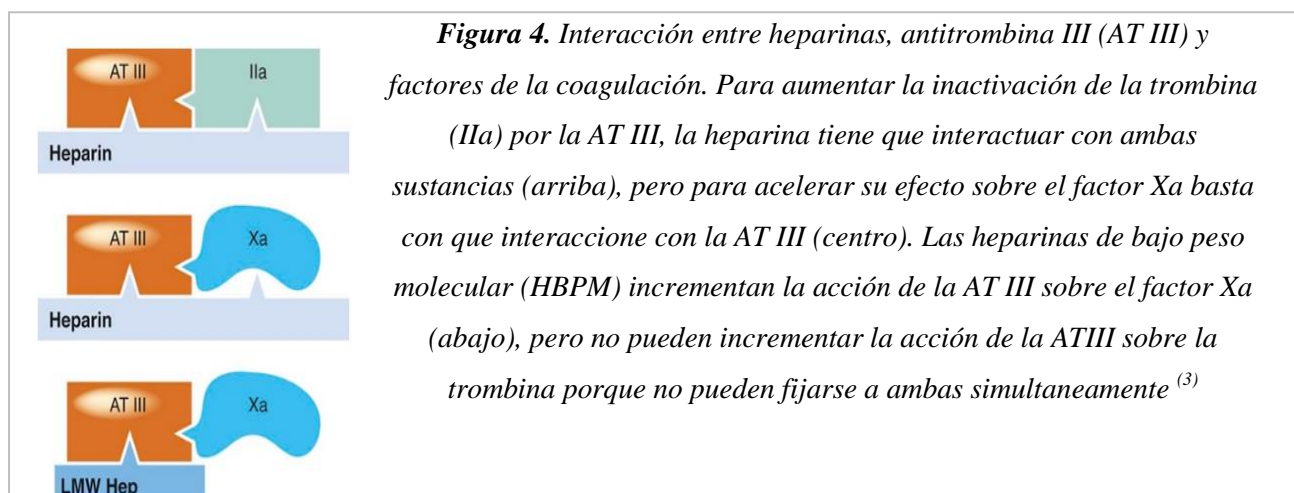 AT III
IIa
Heparin
AT III
Xa
Heparin
AT III
Xa
LMW Hep
Figura 4. Interacción entre heparinas, antitrombina III (AT III) y
factores de la coagulación. Para aumentar la inactivación de la trombina
(IIa) por la AT III, la heparina tiene que interactuar con ambas
sustancias (arriba), pero para acelerar su efecto sobre el factor Xa basta
con que interaccione con la AT III (centro). Las heparinas de bajo peso
molecular (HBPM) incrementan la acción de la AT III sobre el factor Xa
(abajo), pero no pueden incrementar la acción de la ATIII sobre la
trombina porque no pueden fijarse a ambas simultaneamente (3)